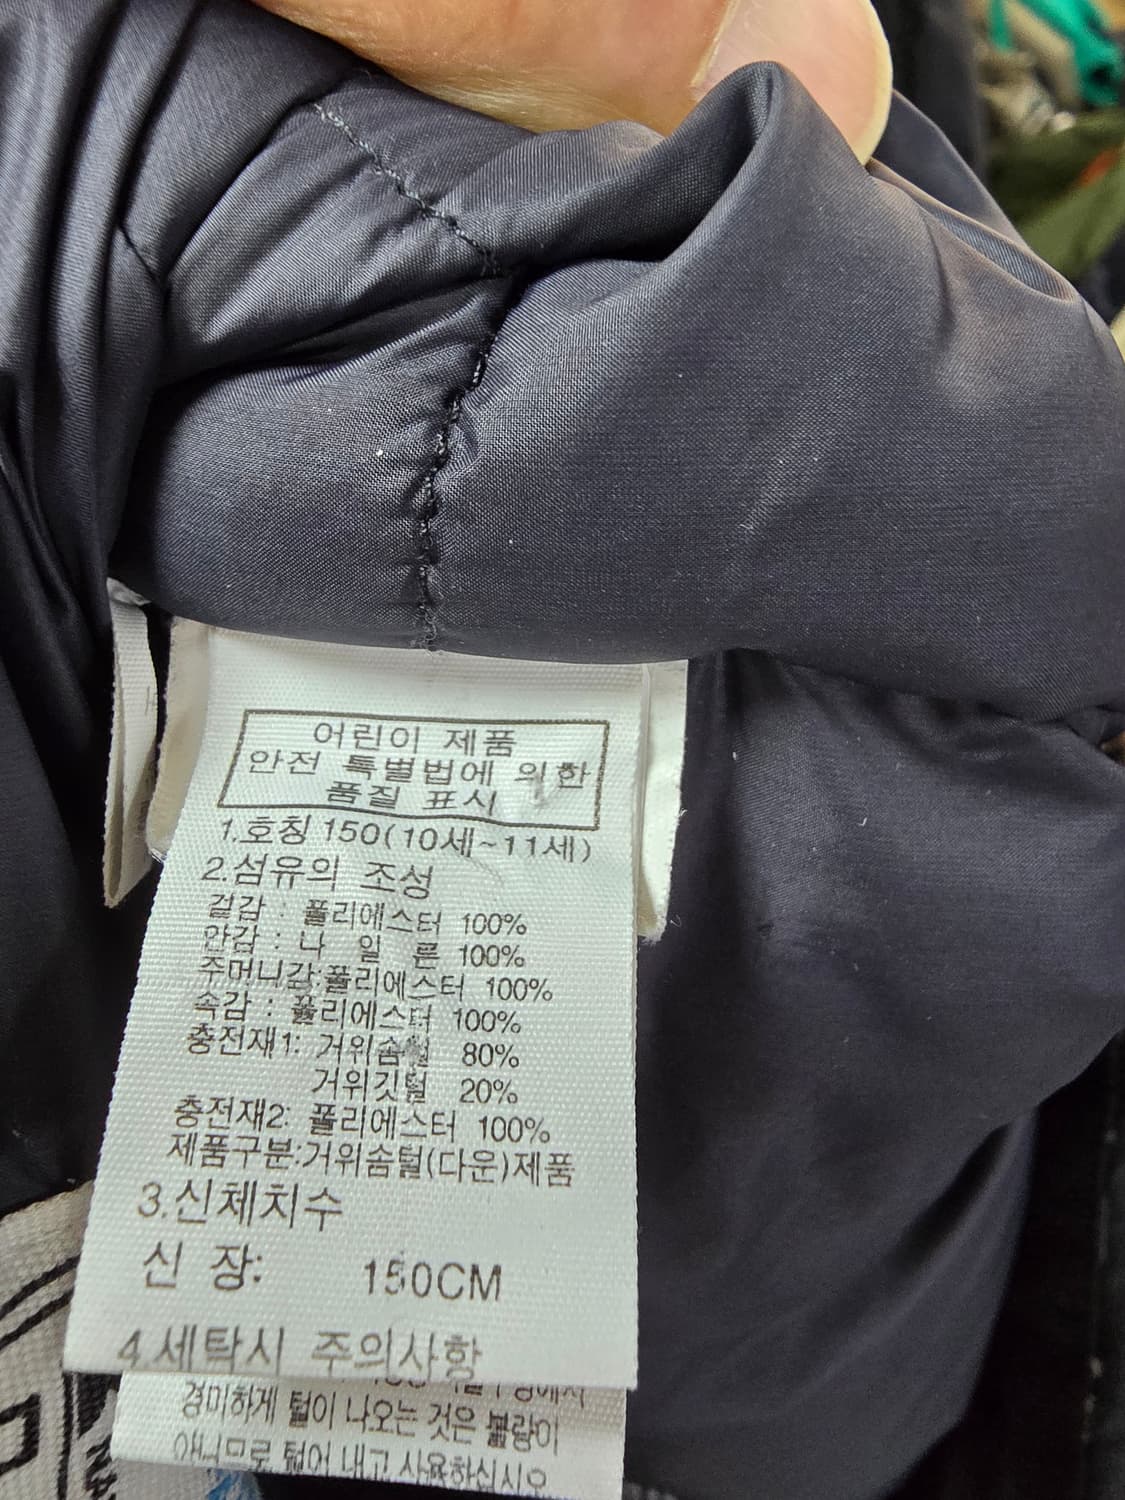 어린이 제품
안전 특별법에 의한
품질 표시
1.호칭 150(10세~11세)
2.섬유의 조성
겉감 : 폴리에스터 100%
안감 : 나 일 론 100%
주머니감:폴리에스터 100%
속감 : 폴리에스터 100%
충전재1: 거위솜털 80%
거위깃털 20%
충전재2: 폴리에스터 100%
제품구분:거위솜털(다운)제품
3.신체치수
신 장: 150CM
4.세탁시 주의사항
경미하게 털이 나오는 것은 불량이
아니므로 털어 내고 사용하십시오